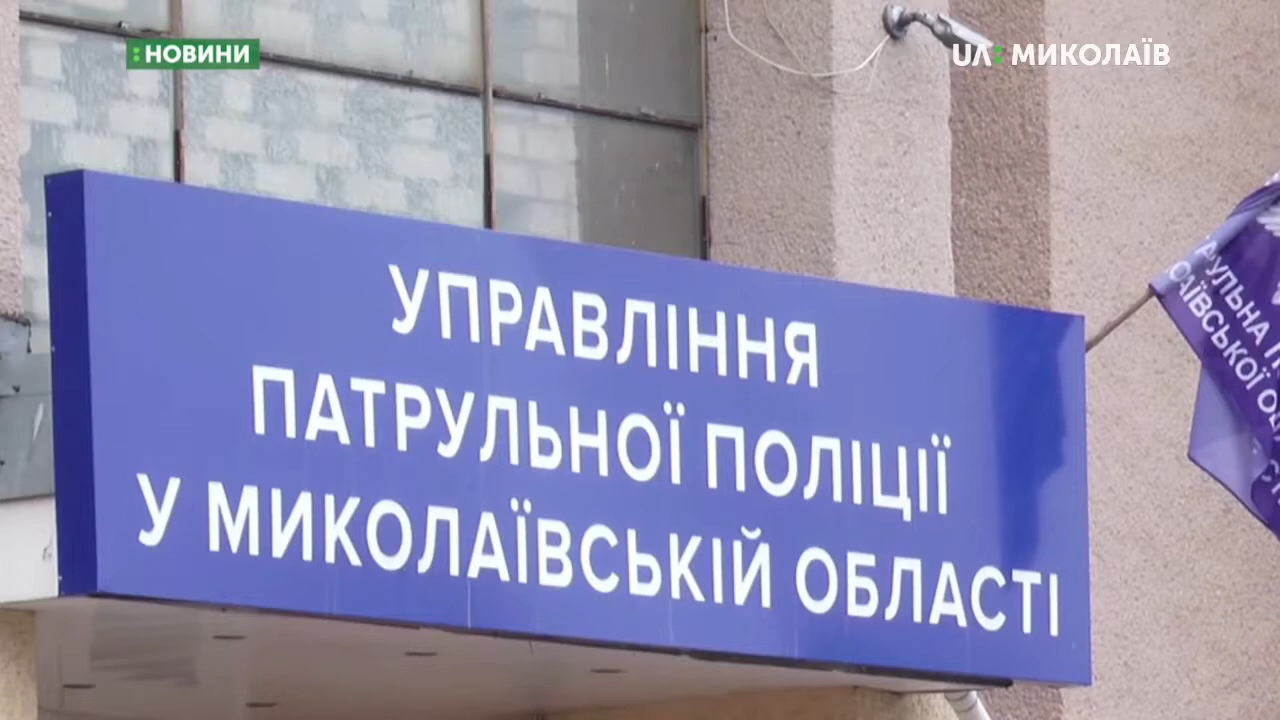 :НОВИНИ
UA: МИКОЛАЇВ
УПРАВЛІННЯ
ПАТРУЛЬНОЇ ПОЛІЦІЇ
У МИКОЛАЇВСЬКІЙ ОБЛАСТІ